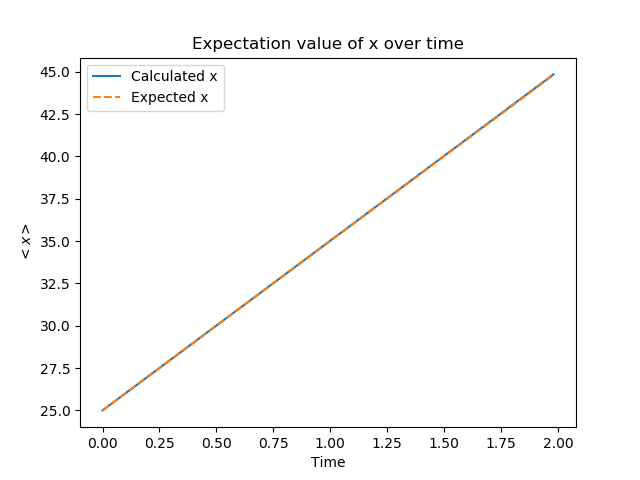 Expectation value of x over time
Calculated x
Expected x
45.0
42.5
40.0
37.5
35.0
32.5
30.0
27.5
25.0
< x >
0.00 0.25 0.50 0.75 1.00 1.25 1.50 1.75 2.00
Time